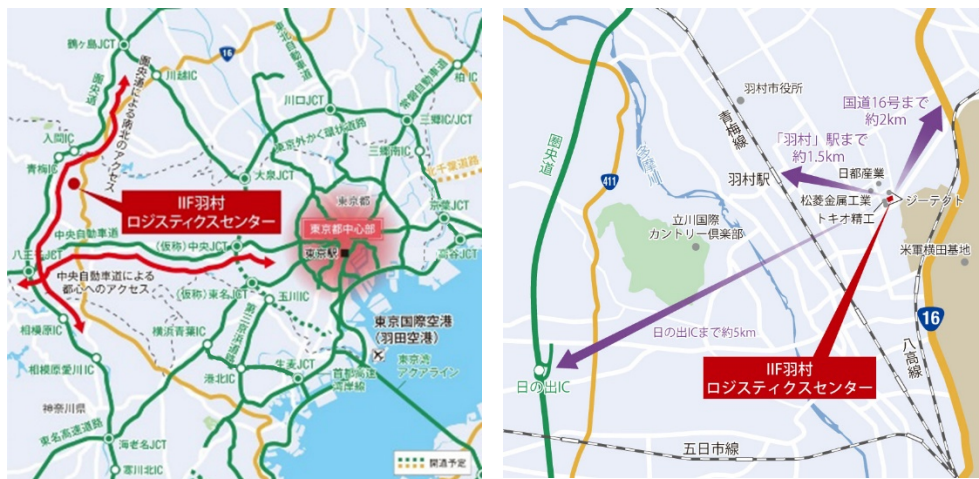 鶴ヶ島JCT
16
東北自動車道
常磐自動車道
柏IC
圏央道
川越IC
圏央道による南北のアクセス
川口JCT
三郷IC/JCT
東京外かく環状道路
入間IC
三郷南IC
青梅IC
大泉JCT
北千葉道路
IIF羽村
ロジスティクスセンター
東京都
京葉JCT
東京都中心部
中央自動車道
(仮称)中央JCT
東京駅
高谷JCT
八王子JCT
中央自動車道による
都心へのアクセス
(仮称)東名JCT
玉川IC
相模原IC
横浜青葉IC
第三京浜道路
東京国際空港
(羽田空港)
相模原愛川IC
港北IC
生麦JCT
首都高速
湾岸線
東京湾
アクアライン
神奈川県
東名高速道路
海老名JCT
寒川北IC
開通予定
羽村市役所
国道16号まで
約2km
青梅線
圏央道
多摩川
「羽村」駅まで
約1.5km
411
羽村駅
日都産業
松菱金属工業
ジーテクト
トキオ精工
立川国際
カントリー倶楽部
米軍横田基地
日の出ICまで約5km
16
IIF羽村
ロジスティクスセンター
八高線
日の出IC
五日市線